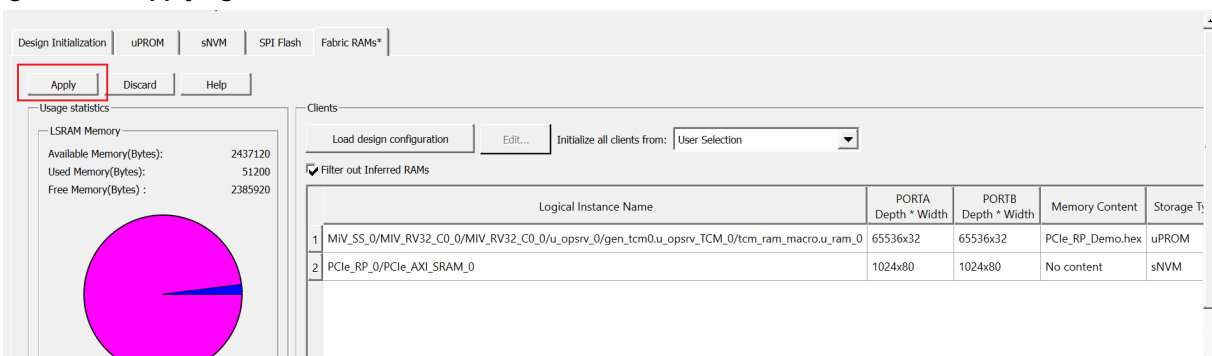 Design Initialization uPROM sNVM SPI Flash Fabric RAMs*
Apply Discard Help
Usage statistics
LSRAM Memory
Available Memory(Bytes): 2437120
Used Memory(Bytes): 51200
Free Memory(Bytes) : 2385920
Clients
Load design configuration Edit... Initialize all clients from: User Selection
Filter out Inferred RAMs
Logical Instance Name PORTA Depth * Width PORTB Depth * Width Memory Content Storage Ty
1 MiV_SS_0/MIV_RV32_C0_0/MIV_RV32_C0_0/u_opsrv_0/gen_tcm0.u_opsrv_TCM_0/tcm_ram_macro.u_ram_0 65536x32 65536x32 PCIe_RP_Demo.hex uPROM
2 PCIe_RP_0/PCIe_AXI_SRAM_0 1024x80 1024x80 No content sNVM